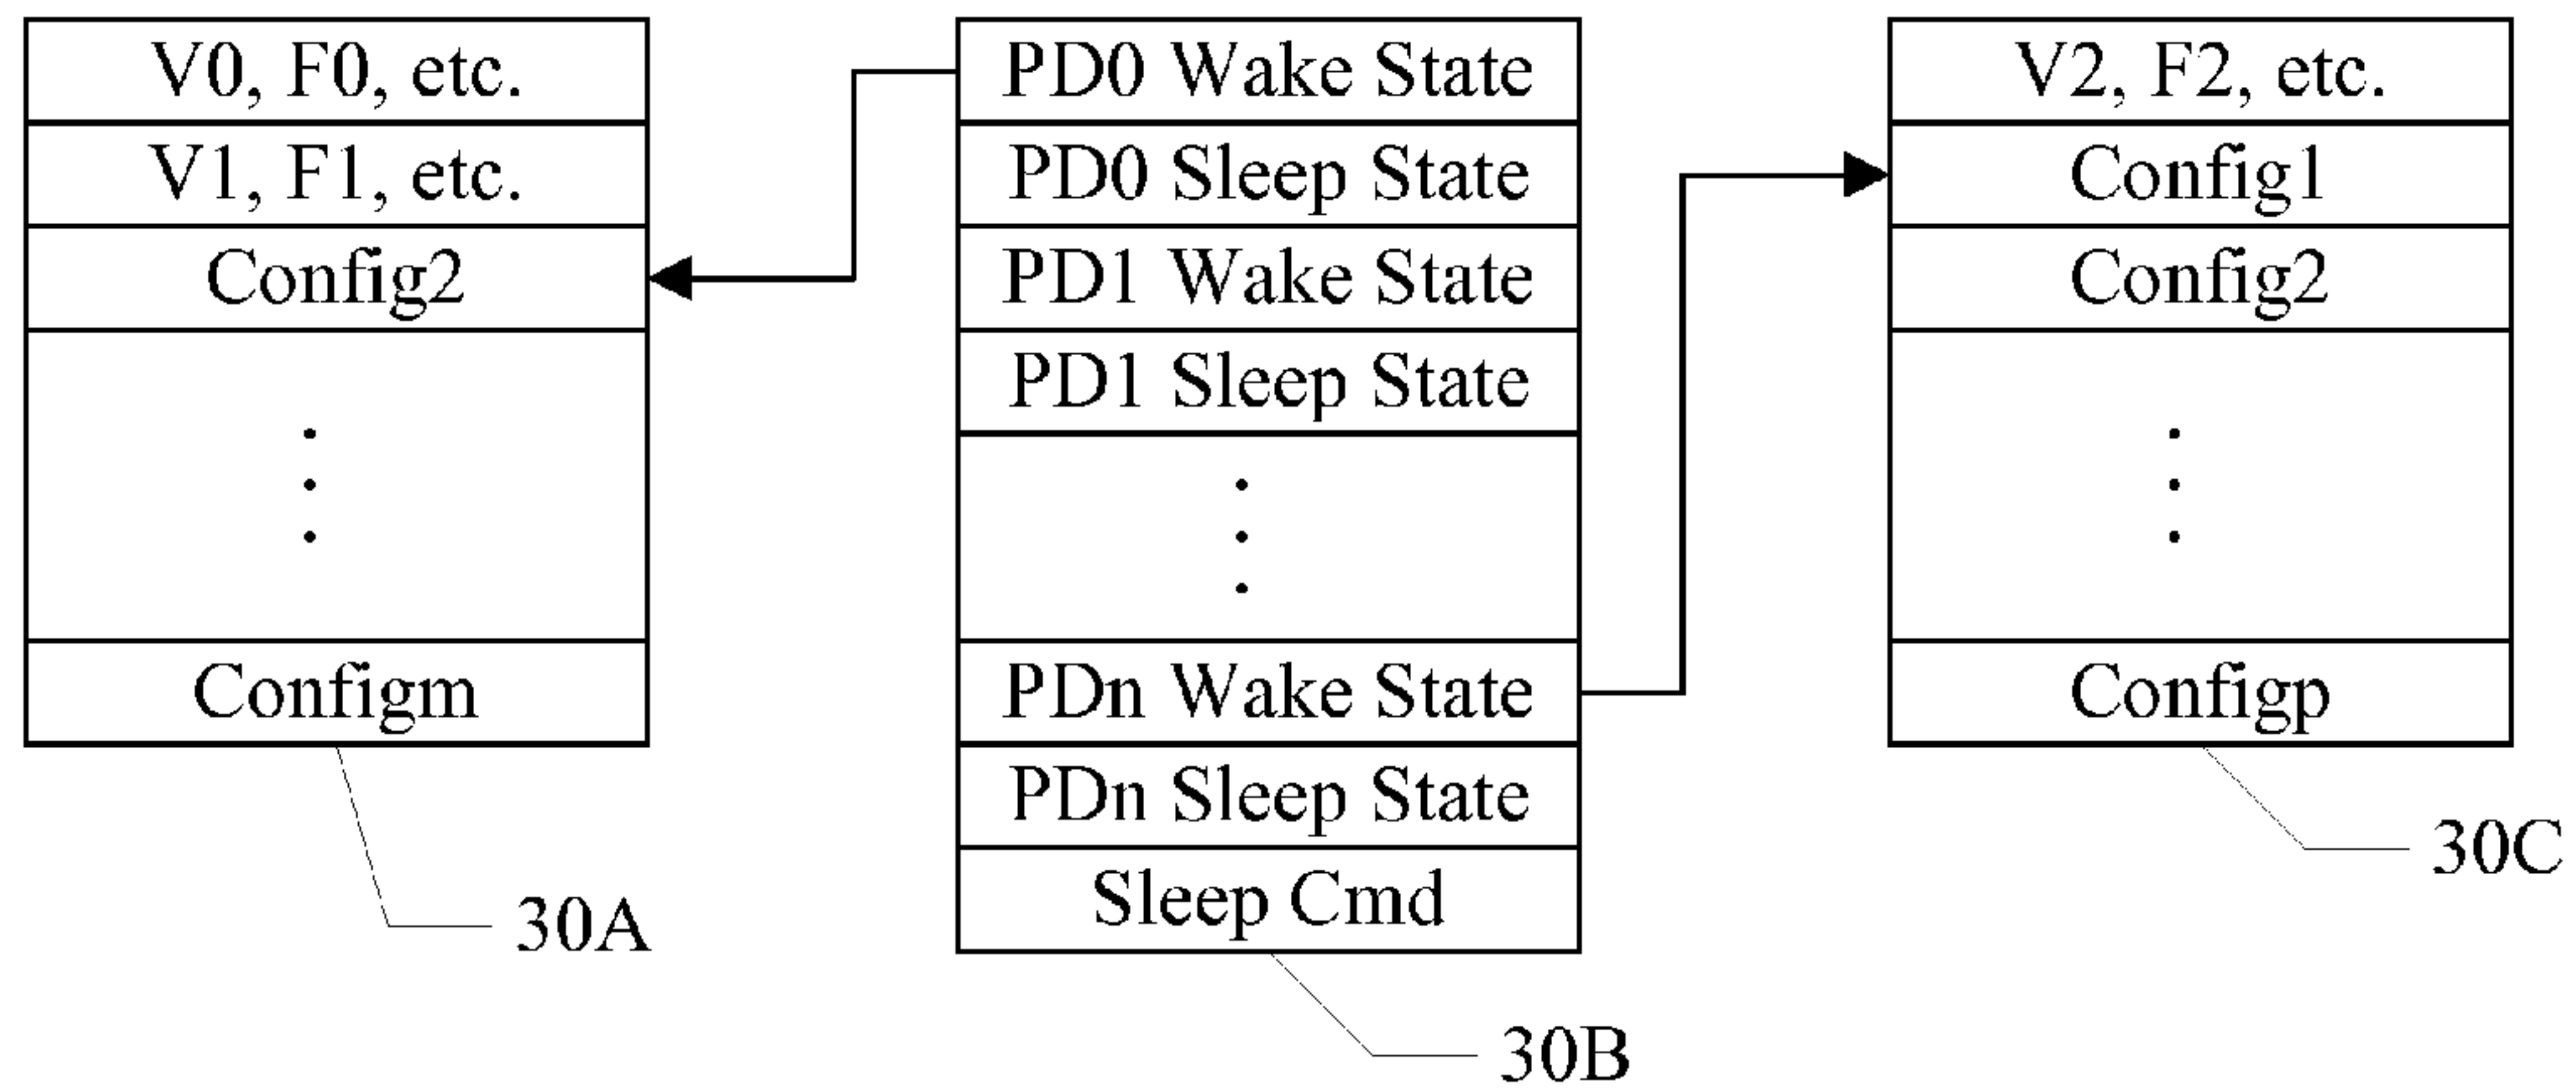 V0, F0, etc.
V1, F1, etc.
Config2
Configm
30A
PD0 Wake State
PD0 Sleep State
PD1 Wake State
PD1 Sleep State
PDn Wake State
PDn Sleep State
Sleep Cmd
30B
V2, F2, etc.
Config1
Config2
Configp
30C